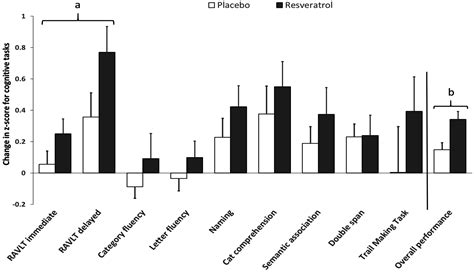 Placebo Resveratrol
a
b
1
0.8
0.6
0.4
0.2
0
-0.2
Change in z-score for cognitive tasks
RAVLT immediate
RAVLT delayed
Category fluency
Letter fluency
Naming
Cat comprehension
Semantic association
Double span
Trail Making Task
Overall performance